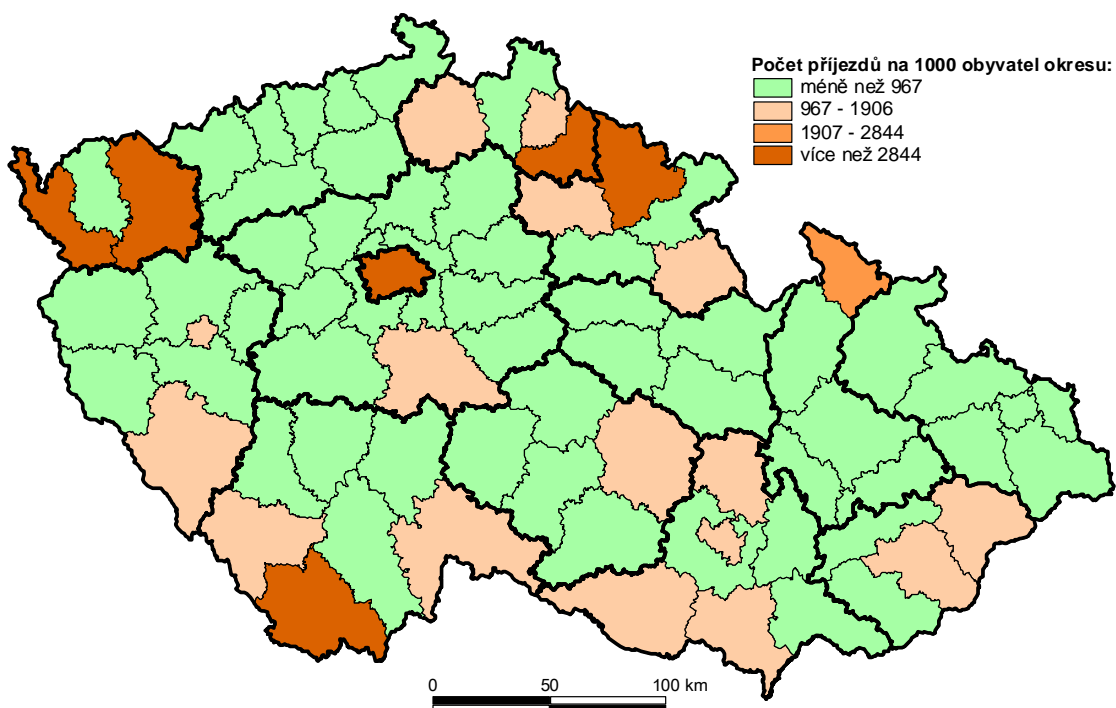 Počet příjezdů na 1000 obyvatel okresu:
méně než 967
967 - 1906
1907 - 2844
více než 2844
0 50 100 km